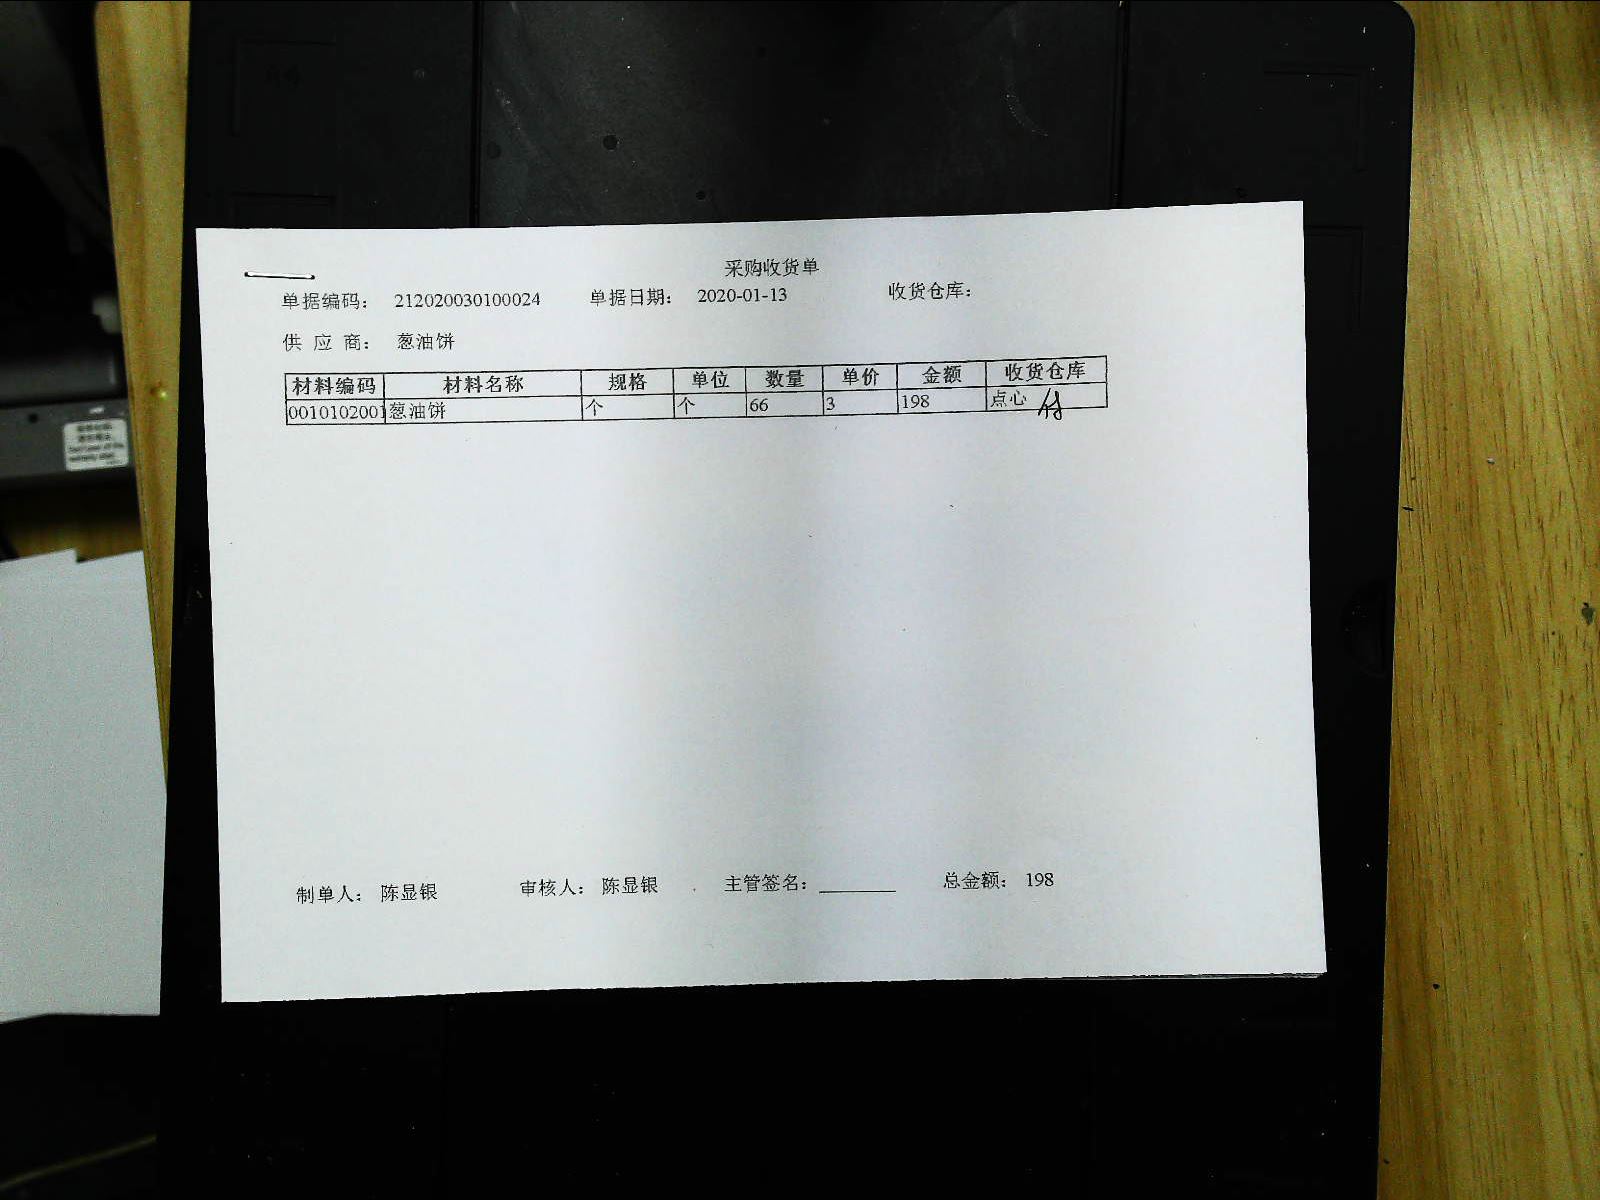 采购收货单
单据编码： 212020030100024 单据日期： 2020-01-13 收货仓库：
供 应 商： 葱油饼
材料编码 材料名称 规格 单位 数量 单价 金额 收货仓库
0010102001 葱油饼 个 个 66 3 198 点心
制单人： 陈显银 审核人： 陈显银 主管签名： 总金额： 198